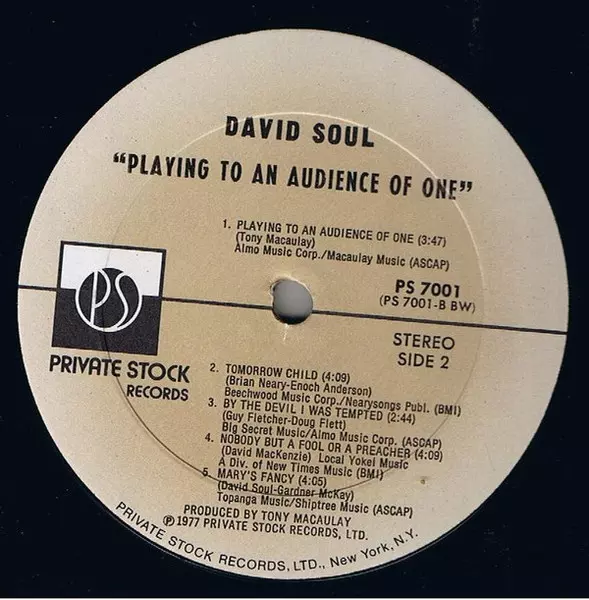 DAVID SOUL
“PLAYING TO AN AUDIENCE OF ONE”
1. PLAYING TO AN AUDIENCE OF ONE (3:47)
(Tony Macaulay)
Almo Music Corp./Macaulay Music (ASCAP)
PS 7001
(PS 7001-B BW)
PS
PRIVATE STOCK
RECORDS
STEREO
SIDE 2
2. TOMORROW CHILD (4:09)
(Brian Neary-Enoch Anderson)
Beechwood Music Corp./Nearysongs Publ. (BMI)
3. BY THE DEVIL I WAS TEMPTED (2:44)
(Guy Fletcher-Doug Flett)
Big Secret Music/Almo Music Corp. (ASCAP)
4. NOBODY BUT A FOOL OR A PREACHER (4:09)
(David MacKenzie) Local Yokel Music
A Div. of New Times Music (BMI)
5. MARY'S FANCY (4:05)
(David Soul-Gardner McKay)
Topanga Music/Shiptree Music (ASCAP)
PRODUCED BY TONY MACAULAY
℗ 1977 PRIVATE STOCK RECORDS, LTD.
PRIVATE STOCK RECORDS, LTD., New York, N.Y.